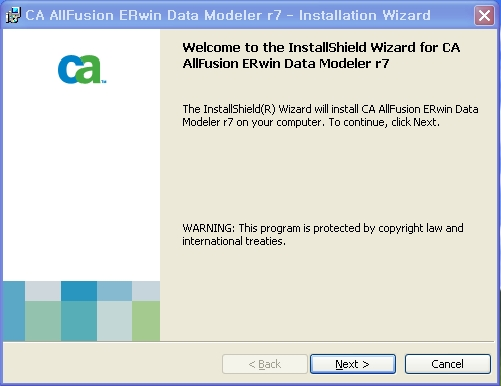 CA AllFusion ERwin Data Modeler r7 - Installation Wizard
ca
TM
Welcome to the InstallShield Wizard for CA
AllFusion ERwin Data Modeler r7
The InstallShield(R) Wizard will install CA AllFusion ERwin Data
Modeler r7 on your computer. To continue, click Next.
WARNING: This program is protected by copyright law and
international treaties.
< Back
Next >
Cancel